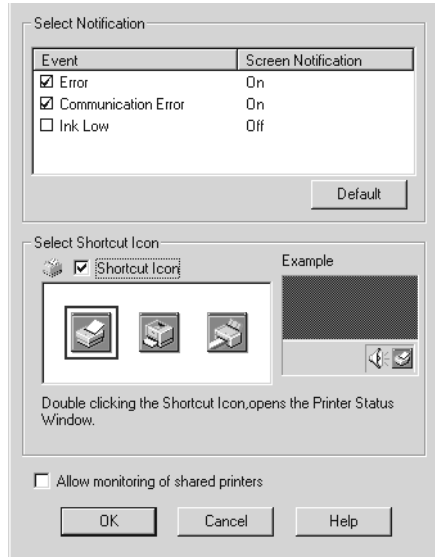 Select Notification
Event Screen Notification
Error On
Communication Error On
Ink Low Off
Default
Select Shortcut Icon
Shortcut Icon
Example
Double clicking the Shortcut Icon,opens the Printer Status
Window.
Allow monitoring of shared printers
OK Cancel Help